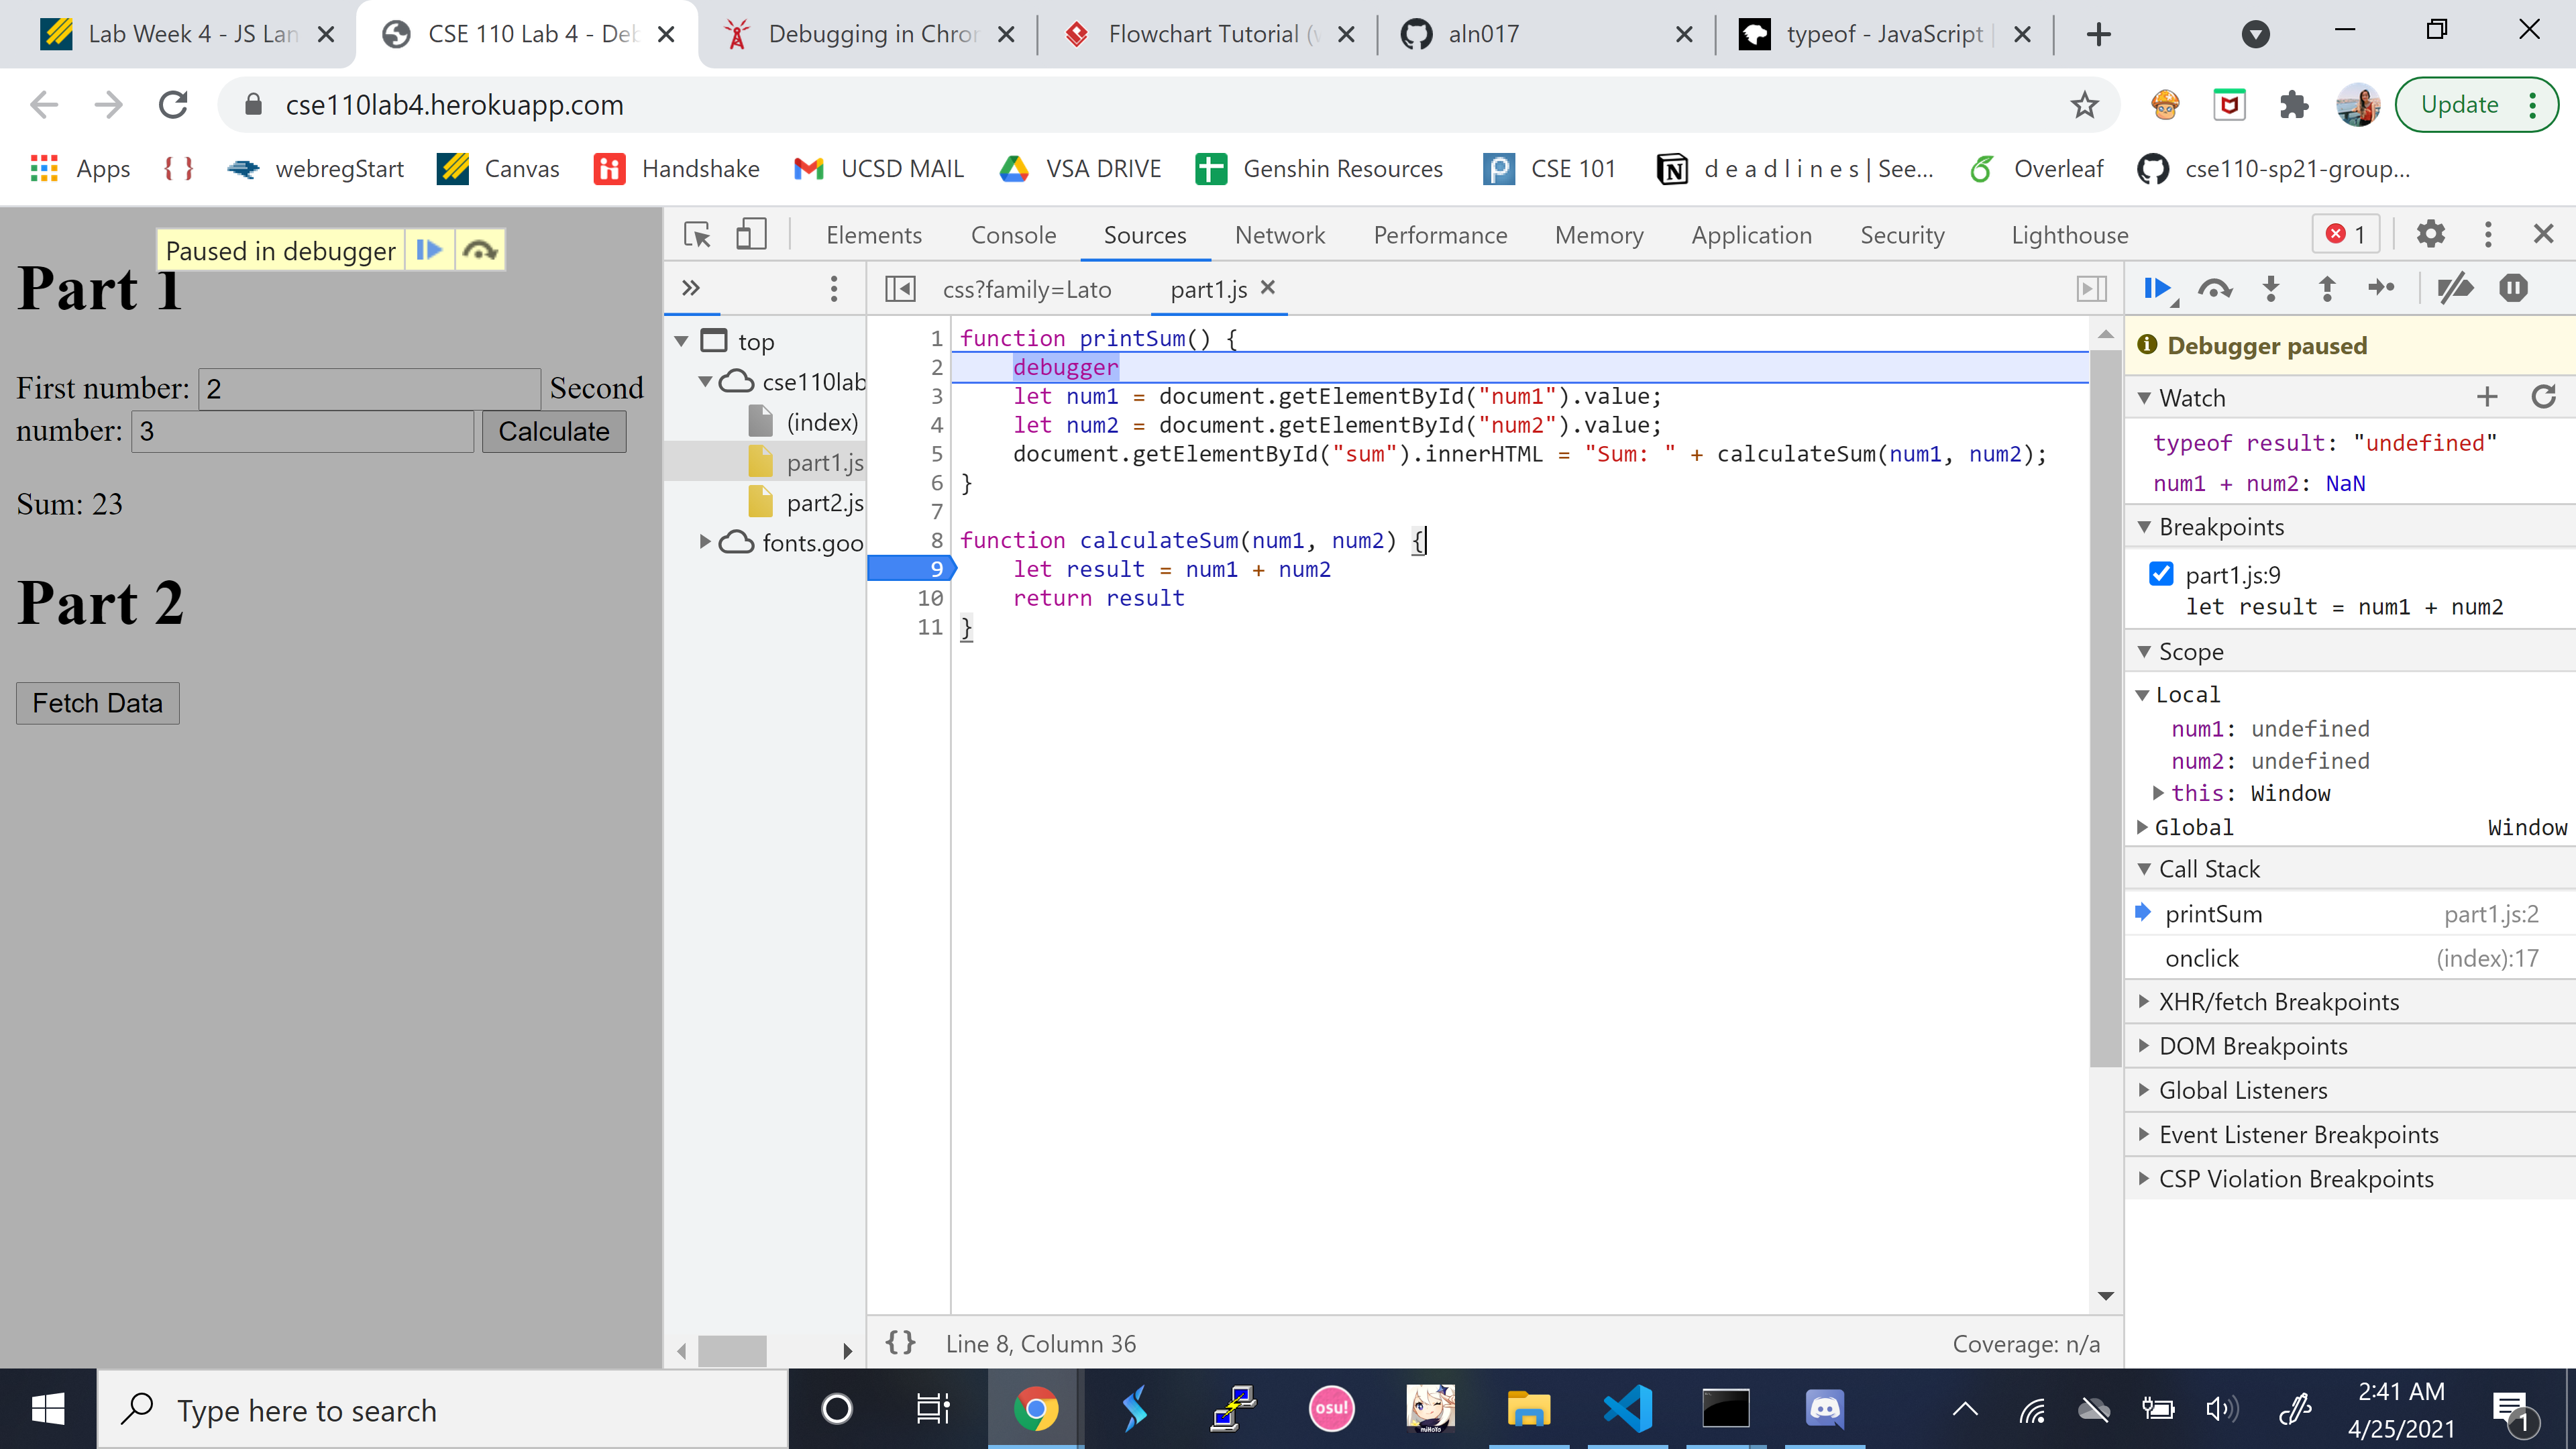 Lab Week 4 - JS Lan
CSE 110 Lab 4 - Deb
Debugging in Chron
Flowchart Tutorial (
aln017
typeof - JavaScript |
cse110lab4.herokuapp.com
Update
Apps
webregStart
Canvas
Handshake
UCSD MAIL
VSA DRIVE
Genshin Resources
CSE 101
d e a d l i n e s | See...
Overleaf
cse110-sp21-group...
Paused in debugger
Part 1
First number: 2 Second
number: 3 Calculate
Sum: 23
Part 2
Fetch Data
Elements Console Sources Network Performance Memory Application Security Lighthouse 1
css?family=Lato part1.js
top
cse110lab
(index)
part1.js
part2.js
fonts.goo
1 function printSum() {
2 debugger
3 let num1 = document.getElementById("num1").value;
4 let num2 = document.getElementById("num2").value;
5 document.getElementById("sum").innerHTML = "Sum: " + calculateSum(num1, num2);
6 }
7
8 function calculateSum(num1, num2) {
9 let result = num1 + num2
10 return result
11 }
{} Line 8, Column 36 Coverage: n/a
Debugger paused
Watch
typeof result: "undefined"
num1 + num2: NaN
Breakpoints
part1.js:9
let result = num1 + num2
Scope
Local
num1: undefined
num2: undefined
this: Window
Global Window
Call Stack
printSum part1.js:2
onclick (index):17
XHR/fetch Breakpoints
DOM Breakpoints
Global Listeners
Event Listener Breakpoints
CSP Violation Breakpoints
Type here to search
osu!
miHoYo
2:41 AM
4/25/2021
1